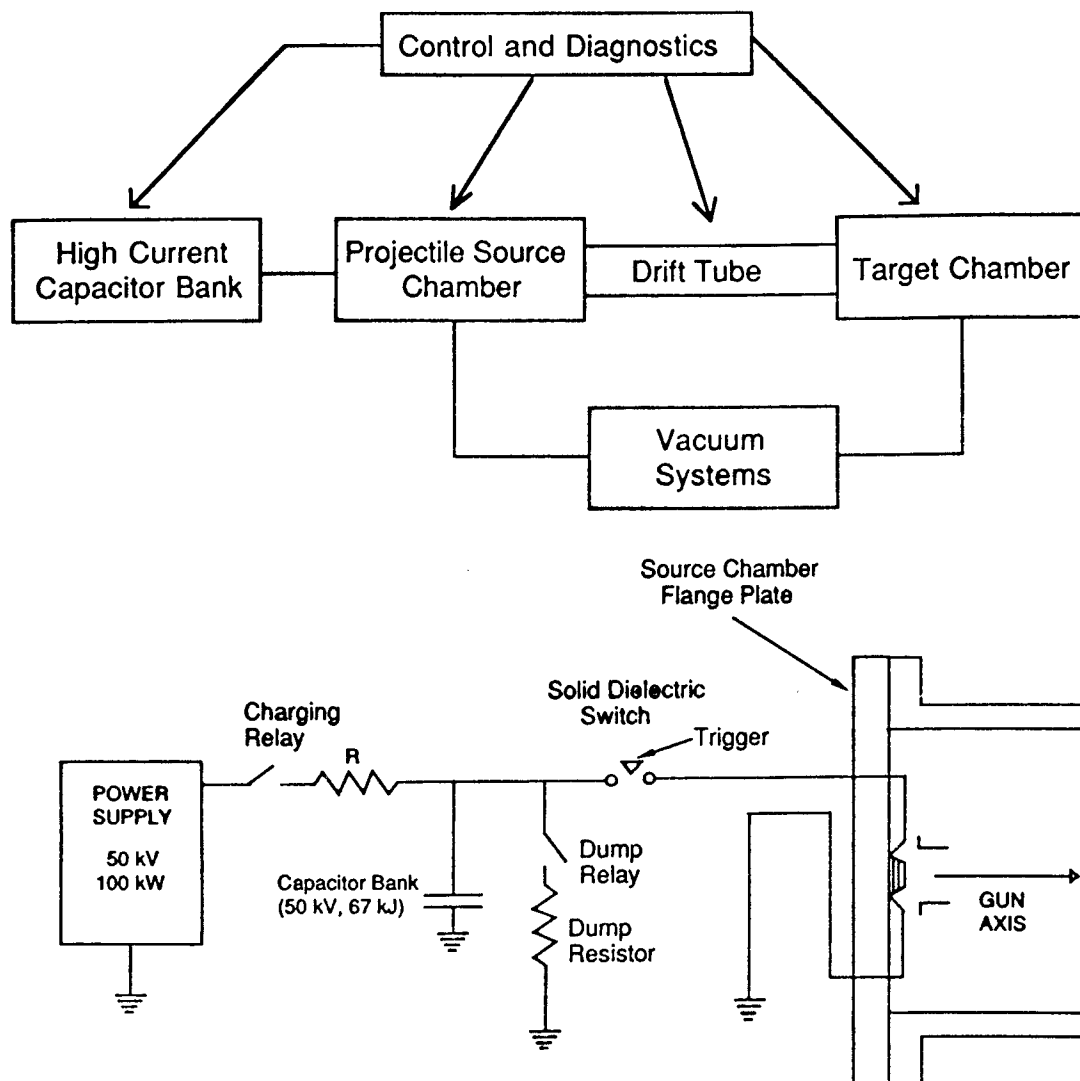 Control and Diagnostics
High Current
Capacitor Bank
Projectile Source
Chamber
Drift Tube
Target Chamber
Vacuum
Systems
Source Chamber
Flange Plate
Solid Dielectric
Switch
Trigger
Charging
Relay
R
POWER
SUPPLY
50 kV
100 kW
Capacitor Bank
(50 kV, 67 kJ)
Dump
Relay
Dump
Resistor
GUN
AXIS